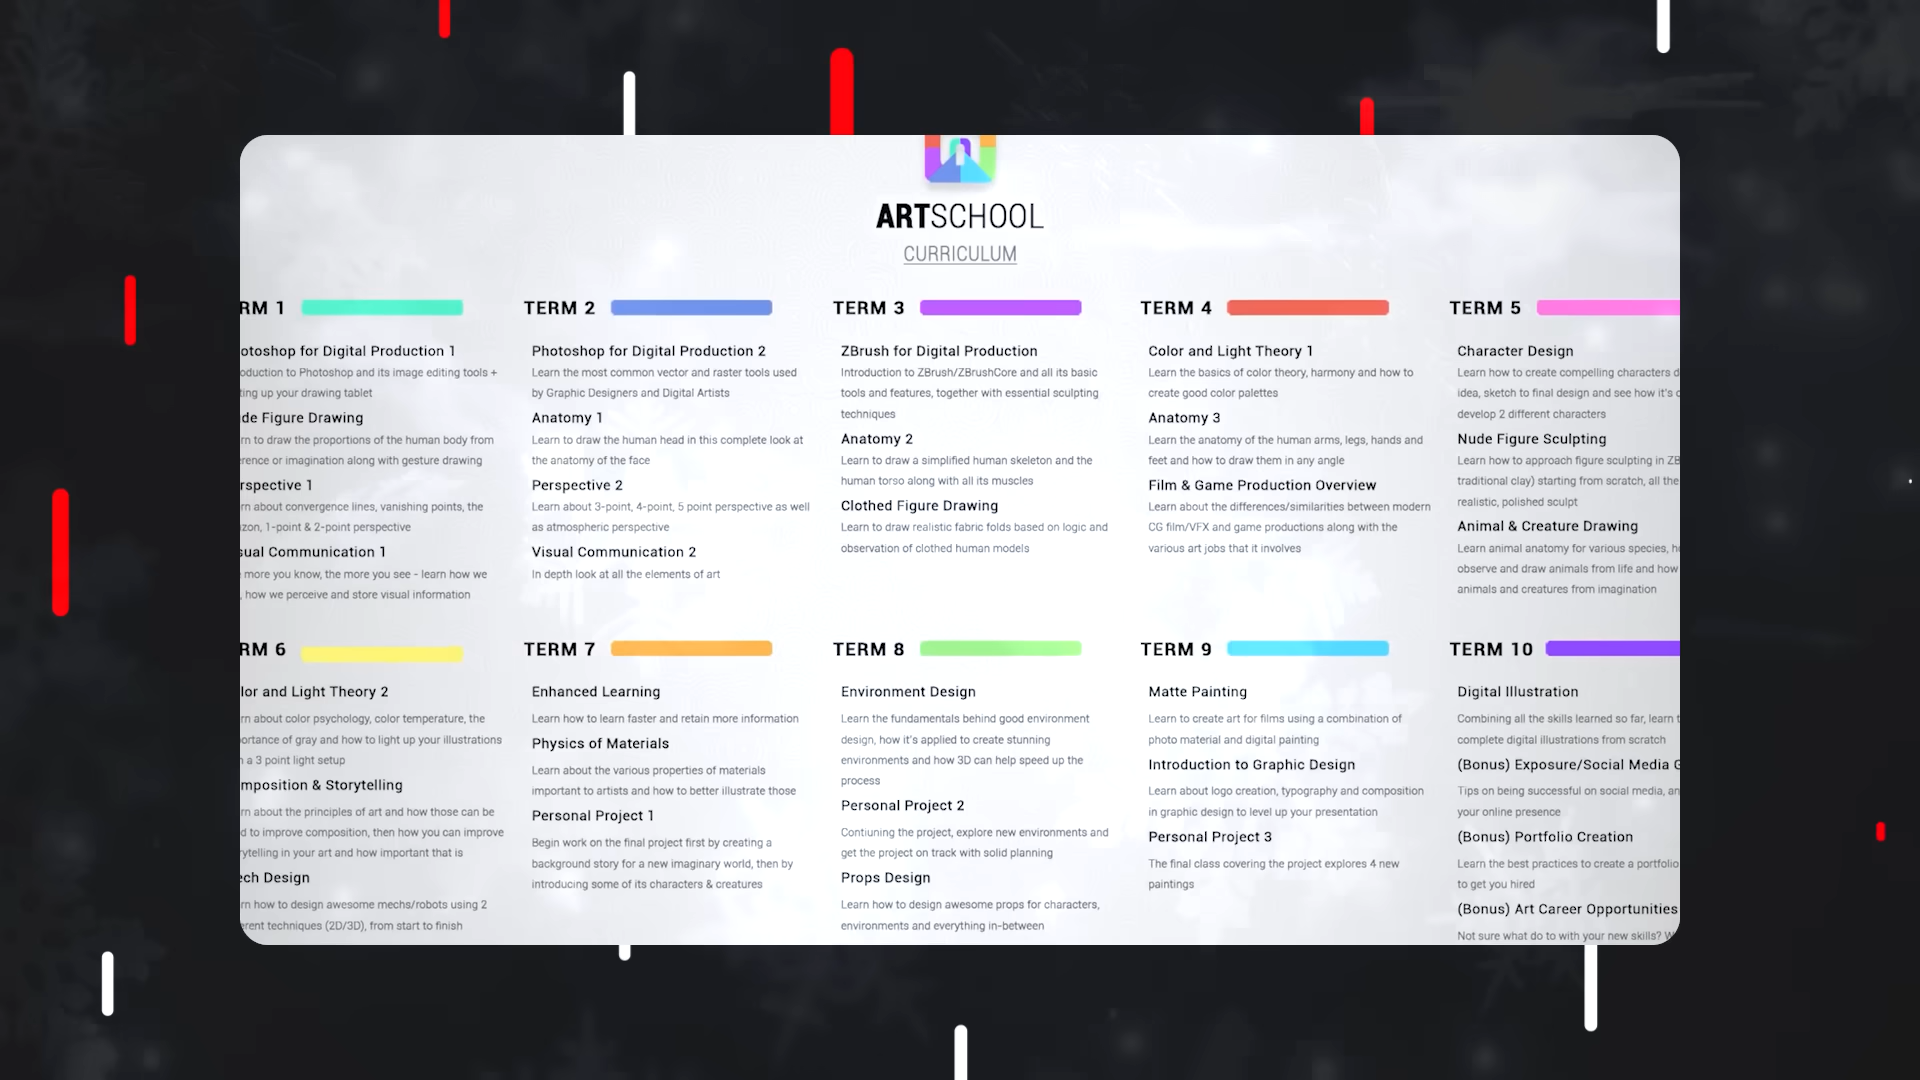 ARTSCHOOL
CURRICULUM
RM 1
otoshop for Digital Production 1
oduction to Photoshop and its image editing tools +
ting up your drawing tablet
de Figure Drawing
rn to draw the proportions of the human body from
erence or imagination along with gesture drawing
rspective 1
rn about convergence lines, vanishing points, the
zon, 1-point & 2-point perspective
sual Communication 1
more you know, the more you see - learn how we
, how we perceive and store visual information
TERM 2
Photoshop for Digital Production 2
Learn the most common vector and raster tools used
by Graphic Designers and Digital Artists
Anatomy 1
Learn to draw the human head in this complete look at
the anatomy of the face
Perspective 2
Learn about 3-point, 4-point, 5 point perspective as well
as atmospheric perspective
Visual Communication 2
In depth look at all the elements of art
TERM 3
ZBrush for Digital Production
Introduction to ZBrush/ZBrushCore and all its basic
tools and features, together with essential sculpting
techniques
Anatomy 2
Learn to draw a simplified human skeleton and the
human torso along with all its muscles
Clothed Figure Drawing
Learn to draw realistic fabric folds based on logic and
observation of clothed human models
TERM 4
Color and Light Theory 1
Learn the basics of color theory, harmony and how to
create good color palettes
Anatomy 3
Learn the anatomy of the human arms, legs, hands and
feet and how to draw them in any angle
Film & Game Production Overview
Learn about the differences/similarities between modern
CG film/VFX and game productions along with the
various art jobs that it involves
TERM 5
Character Design
Learn how to create compelling characters d
idea, sketch to final design and see how it's c
develop 2 different characters
Nude Figure Sculpting
Learn how to approach figure sculpting in ZB
traditional clay) starting from scratch, all the
realistic, polished sculpt
Animal & Creature Drawing
Learn animal anatomy for various species, h
observe and draw animals from life and how
animals and creatures from imagination
RM 6
lor and Light Theory 2
rn about color psychology, color temperature, the
ortance of gray and how to light up your illustrations
n a 3 point light setup
mposition & Storytelling
rn about the principles of art and how those can be
d to improve composition, then how you can improve
rytelling in your art and how important that is
ech Design
rn how to design awesome mechs/robots using 2
erent techniques (2D/3D), from start to finish
TERM 7
Enhanced Learning
Learn how to learn faster and retain more information
Physics of Materials
Learn about the various properties of materials
important to artists and how to better illustrate those
Personal Project 1
Begin work on the final project first by creating a
background story for a new imaginary world, then by
introducing some of its characters & creatures
TERM 8
Environment Design
Learn the fundamentals behind good environment
design, how it's applied to create stunning
environments and how 3D can help speed up the
process
Personal Project 2
Contiuning the project, explore new environments and
get the project on track with solid planning
Props Design
Learn how to design awesome props for characters,
environments and everything in-between
TERM 9
Matte Painting
Learn to create art for films using a combination of
photo material and digital painting
Introduction to Graphic Design
Learn about logo creation, typography and composition
in graphic design to level up your presentation
Personal Project 3
The final class covering the project explores 4 new
paintings
TERM 10
Digital Illustration
Combining all the skills learned so far, learn t
complete digital illustrations from scratch
(Bonus) Exposure/Social Media G
Tips on being successful on social media, an
your online presence
(Bonus) Portfolio Creation
Learn the best practices to create a portfolio
to get you hired
(Bonus) Art Career Opportunities
Not sure what do to with your new skills? W